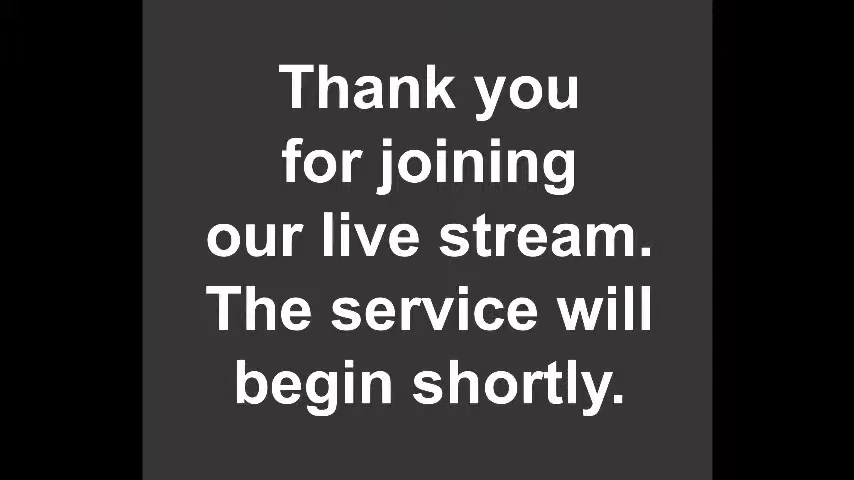 Thank you
for joining
our live stream.
The service will
begin shortly.